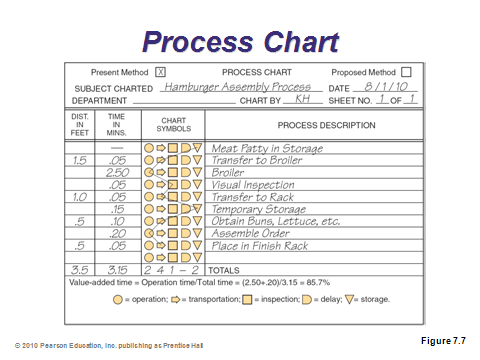 Process Chart
Present Method X PROCESS CHART Proposed Method
SUBJECT CHARTED Hamburger Assembly Process DATE 8/1/10
DEPARTMENT CHART BY KH SHEET NO. 1 OF 1
DIST. IN FEET TIME IN MINS. CHART SYMBOLS PROCESS DESCRIPTION
— Meat Patty in Storage
1.5 .05 Transfer to Broiler
2.50 Broiler
.05 Visual Inspection
1.0 .05 Transfer to Rack
.15 Temporary Storage
.5 .10 Obtain Buns, Lettuce, etc.
.20 Assemble Order
.5 .05 Place in Finish Rack
3.5 3.15 2 4 1 – 2 TOTALS
Value-added time = Operation time/Total time = (2.50+.20)/3.15 = 85.7%
= operation; = transportation; = inspection; = delay; = storage.
Figure 7.7
© 2010 Pearson Education, Inc. publishing as Prentice Hall